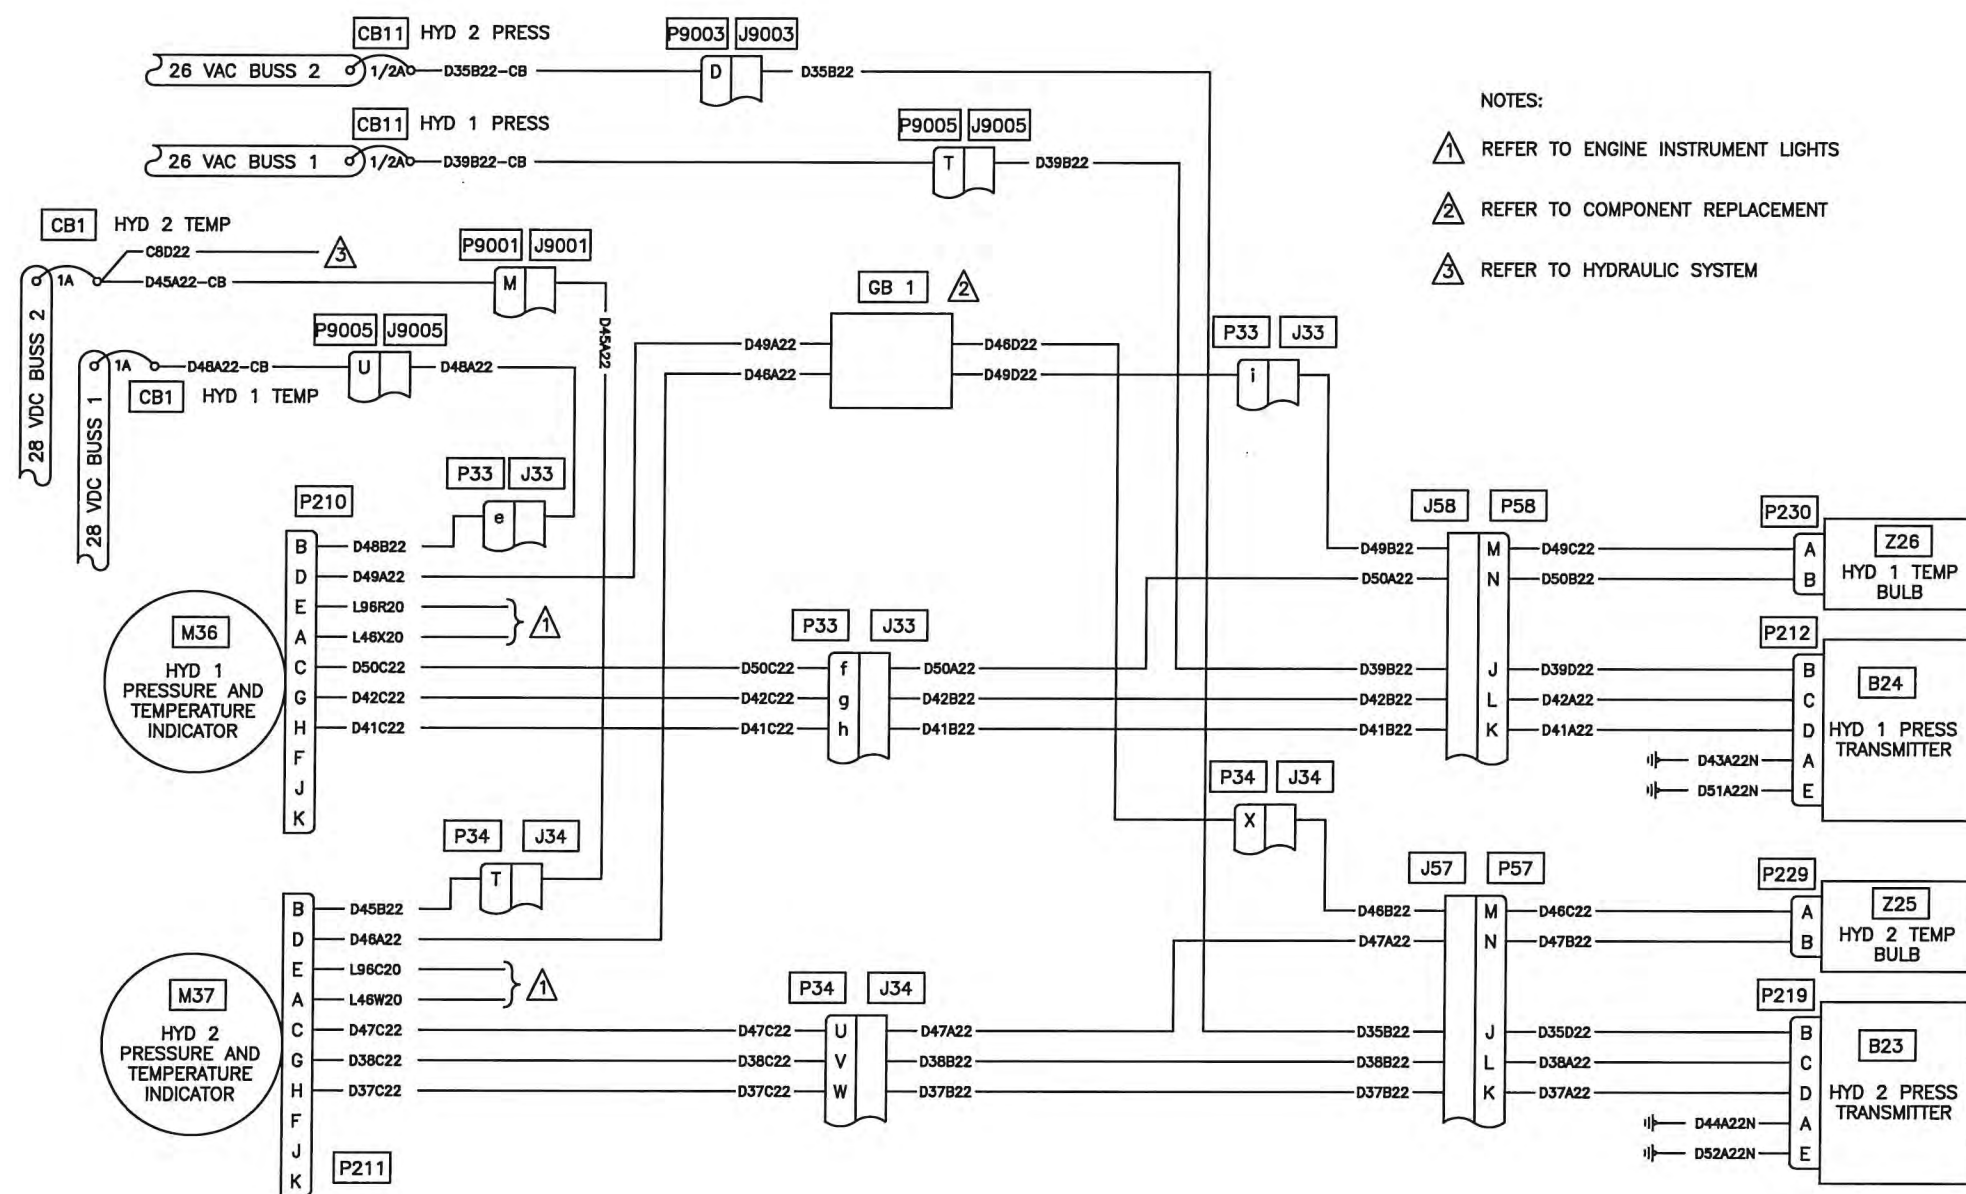 CB11 HYD 2 PRESS
P9003 J9003
26 VAC BUSS 2 1/2A D35B22-CB D D35B22
CB11 HYD 1 PRESS
P9005 J9005
26 VAC BUSS 1 1/2A D39B22-CB T D39B22
NOTES:
1 REFER TO ENGINE INSTRUMENT LIGHTS
2 REFER TO COMPONENT REPLACEMENT
3 REFER TO HYDRAULIC SYSTEM
CB1 HYD 2 TEMP
C8D22 3
P9001 J9001
1A D45A22-CB M
D45A22
28 VDC BUSS 2
P9005 J9005
1A D48A22-CB U D48A22
CB1 HYD 1 TEMP
28 VDC BUSS 1
GB 1 2
D49A22 D46D22
D46A22 D49D22
P33 J33
i
P33 J33
e
P210
B D48B22
D D49A22
E L96R20
A L46X20
1
C D50C22
G D42C22
H D41C22
F
J
K
M36
HYD 1
PRESSURE AND
TEMPERATURE
INDICATOR
P33 J33
D50C22 f D50A22
D42C22 g D42B22
D41C22 h D41B22
J58 P58
D49B22 M D49C22
D50A22 N D50B22
D39B22 J D39D22
D42B22 L D42A22
D41B22 K D41A22
P230
A
B
Z26
HYD 1 TEMP
BULB
P212
B
C
D
D43A22N A
D51A22N E
B24
HYD 1 PRESS
TRANSMITTER
P34 J34
X
P34 J34
T
B D45B22
D D46A22
E L96C20
A L46W20
1
C D47C22
G D38C22
H D37C22
F
J
K
P211
M37
HYD 2
PRESSURE AND
TEMPERATURE
INDICATOR
P34 J34
D47C22 U D47A22
D38C22 V D38B22
D37C22 W D37B22
J57 P57
D46B22 M D46C22
D47A22 N D47B22
D35B22 J D35D22
D38B22 L D38A22
D37B22 K D37A22
P229
A
B
Z25
HYD 2 TEMP
BULB
P219
B
C
D
D44A22N A
D52A22N E
B23
HYD 2 PRESS
TRANSMITTER